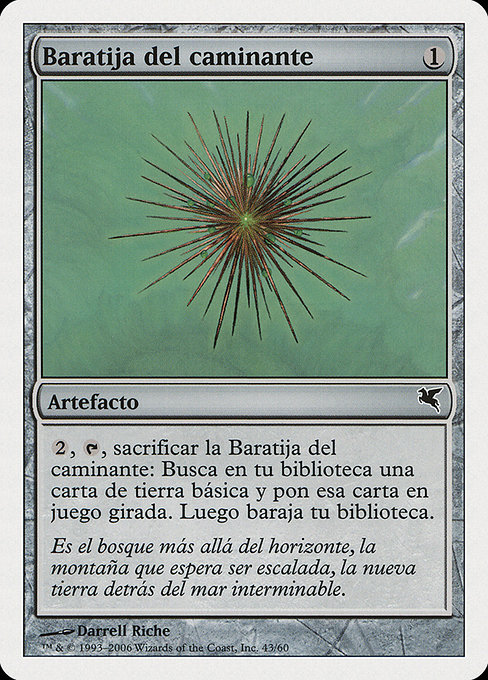 Baratija del caminante 1
Artefacto
2, , sacrificar la Baratija del
caminante: Busca en tu biblioteca una
carta de tierra básica y pon esa carta en
juego girada. Luego baraja tu biblioteca.
Es el bosque más allá del horizonte, la
montaña que espera ser escalada, la nueva
tierra detrás del mar interminable.
Darrell Riche
™ & © 1993–2006 Wizards of the Coast, Inc. 43/60